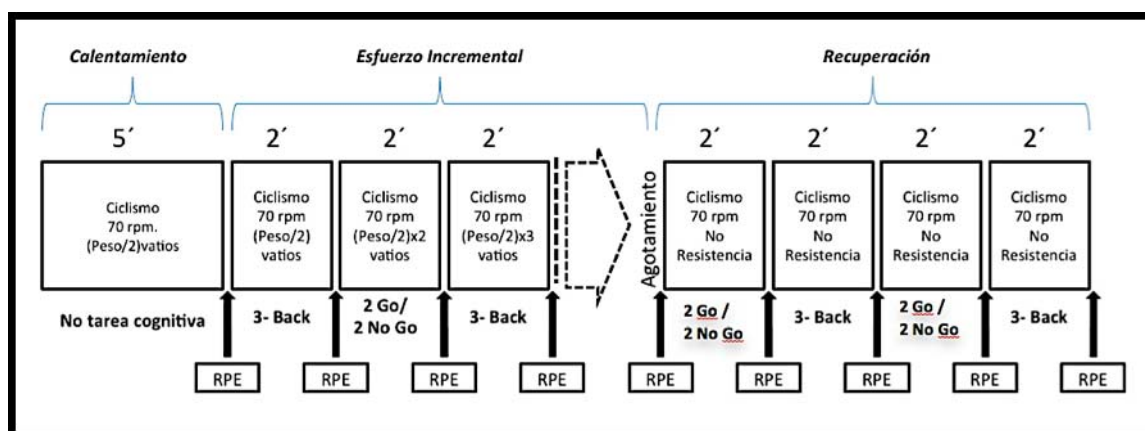 Calentamiento
Esfuerzo Incremental
Recuperación
5´
2´
2´
2´
2´
2´
2´
2´
Ciclismo
70 rpm.
(Peso/2)vatios
Ciclismo
70 rpm
(Peso/2)
vatios
Ciclismo
70 rpm
(Peso/2)x2
vatios
Ciclismo
70 rpm
(Peso/2)x3
vatios
Agotamiento
Ciclismo
70 rpm
No
Resistencia
Ciclismo
70 rpm
No
Resistencia
Ciclismo
70 rpm
No
Resistencia
Ciclismo
70 rpm
No
Resistencia
No tarea cognitiva
3- Back
2 Go/
2 No Go
3- Back
2 Go /
2 No Go
3- Back
2 Go /
2 No Go
3- Back
RPE
RPE
RPE
RPE
RPE
RPE
RPE
RPE
RPE